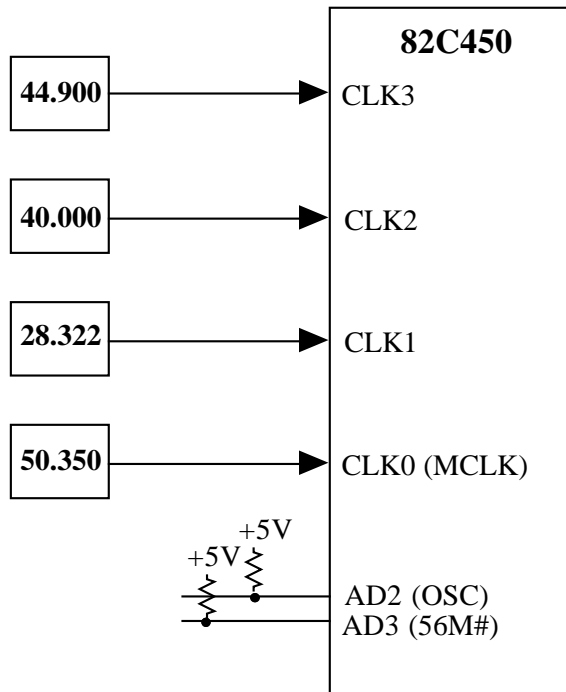 82C450
44.900 CLK3
40.000 CLK2
28.322 CLK1
50.350 CLK0 (MCLK)
+5V
+5V
AD2 (OSC)
AD3 (56M#)